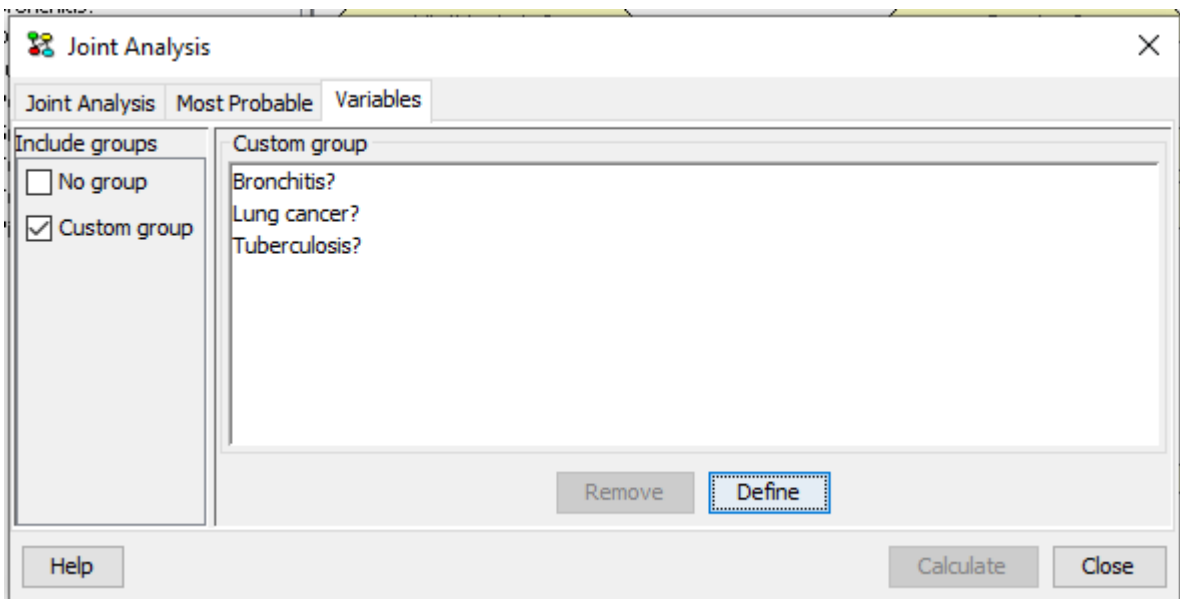 Joint Analysis
Joint Analysis Most Probable Variables
Include groups
No group
Custom group
Custom group
Bronchitis?
Lung cancer?
Tuberculosis?
Remove Define
Help Calculate Close